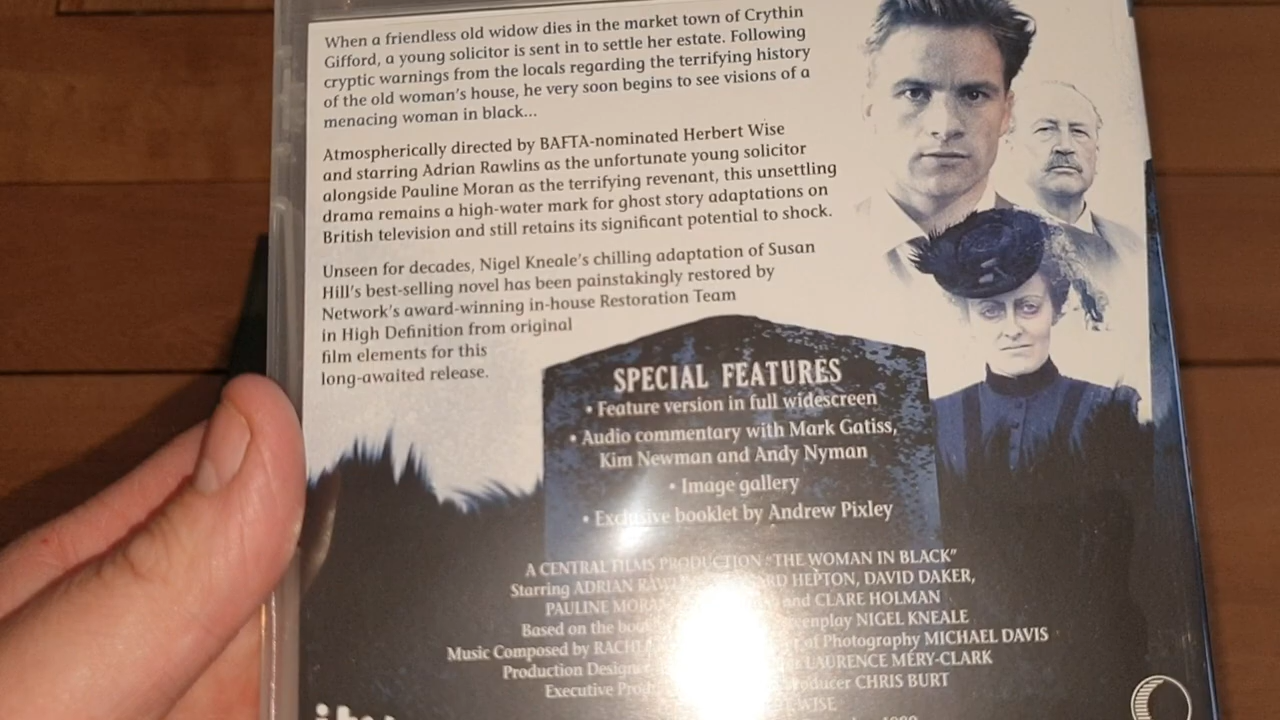 When a friendless old widow dies in the market town of Crythin
Gifford, a young solicitor is sent in to settle her estate. Following
cryptic warnings from the locals regarding the terrifying history
of the old woman's house, he very soon begins to see visions of a
menacing woman in black...
Atmospherically directed by BAFTA-nominated Herbert Wise
and starring Adrian Rawlins as the unfortunate young solicitor
alongside Pauline Moran as the terrifying revenant, this unsettling
drama remains a high-water mark for ghost story adaptations on
British television and still retains its significant potential to shock.
Unseen for decades, Nigel Kneale's chilling adaptation of Susan
Hill's best-selling novel has been painstakingly restored by
Network's award-winning in-house Restoration Team
in High Definition from original
film elements for this
long-awaited release.
SPECIAL FEATURES
• Feature version in full widescreen
• Audio commentary with Mark Gatiss,
Kim Newman and Andy Nyman
• Image gallery
• Exclusive booklet by Andrew Pixley
A CENTRAL FILMS PRODUCTION "THE WOMAN IN BLACK"
Starring ADRIAN HEPTON, DAVID DAKER,
PAULINE and CLARE HOLMAN
Based on the NIGEL KNEALE
Music Composed by of Photography MICHAEL DAVIS
Production LAURENCE MÉRY-CLARK
Executive CHRIS BURT
WISE